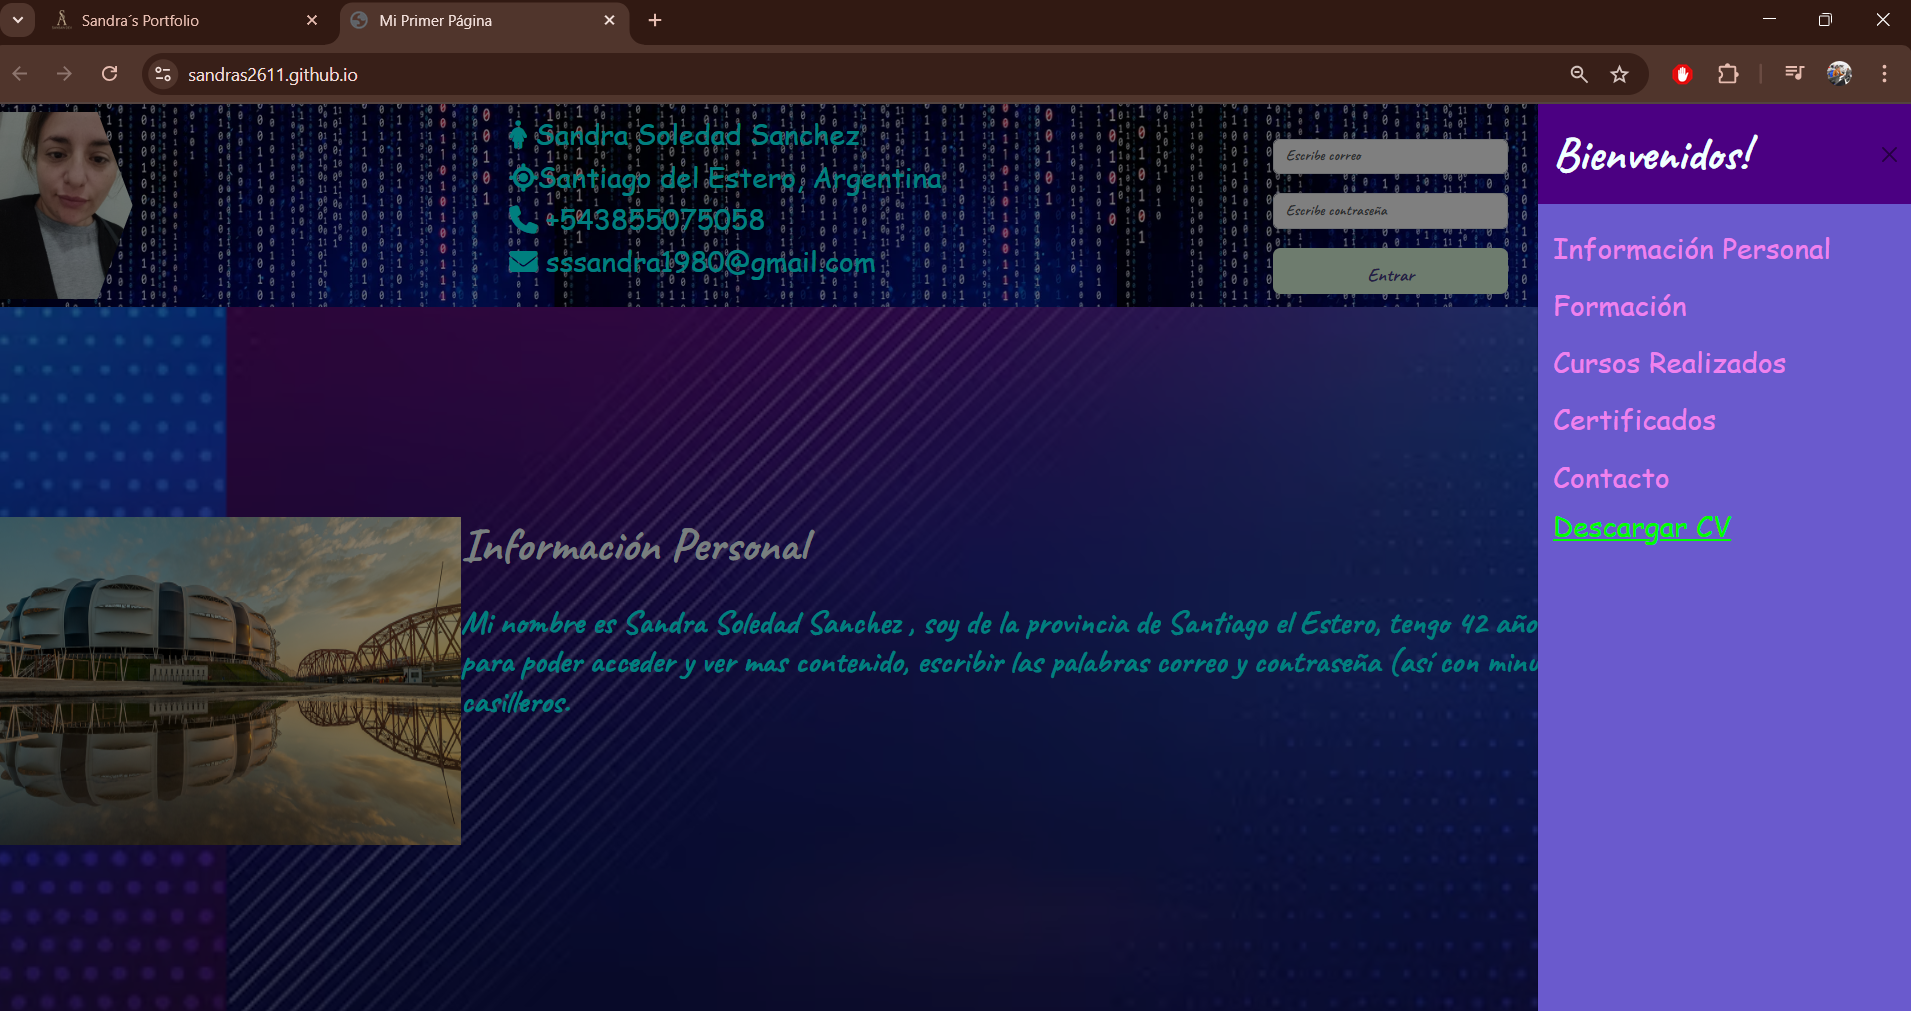 Sandra´s Portfolio
Mi Primer Página
sandras2611.github.io
Sandra Soledad Sanchez
Santiago del Estero, Argentina
+543855075058
sssandra1980@gmail.com
Escribe correo
Escribe contraseña
Entrar
Bienvenidos!
Información Personal
Formación
Cursos Realizados
Certificados
Contacto
Descargar CV
Información Personal
Mi nombre es Sandra Soledad Sanchez , soy de la provincia de Santiago el Estero, tengo 42 año
para poder acceder y ver mas contenido, escribir las palabras correo y contraseña (así con minu
casilleros.